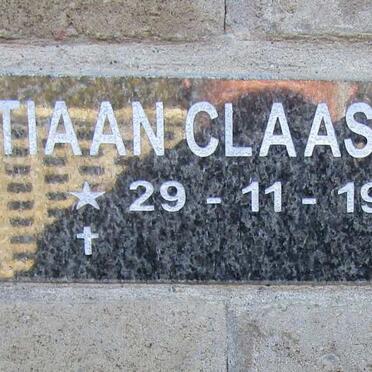 TIAAN CLAAS
★ 29 - 11 - 19
✝